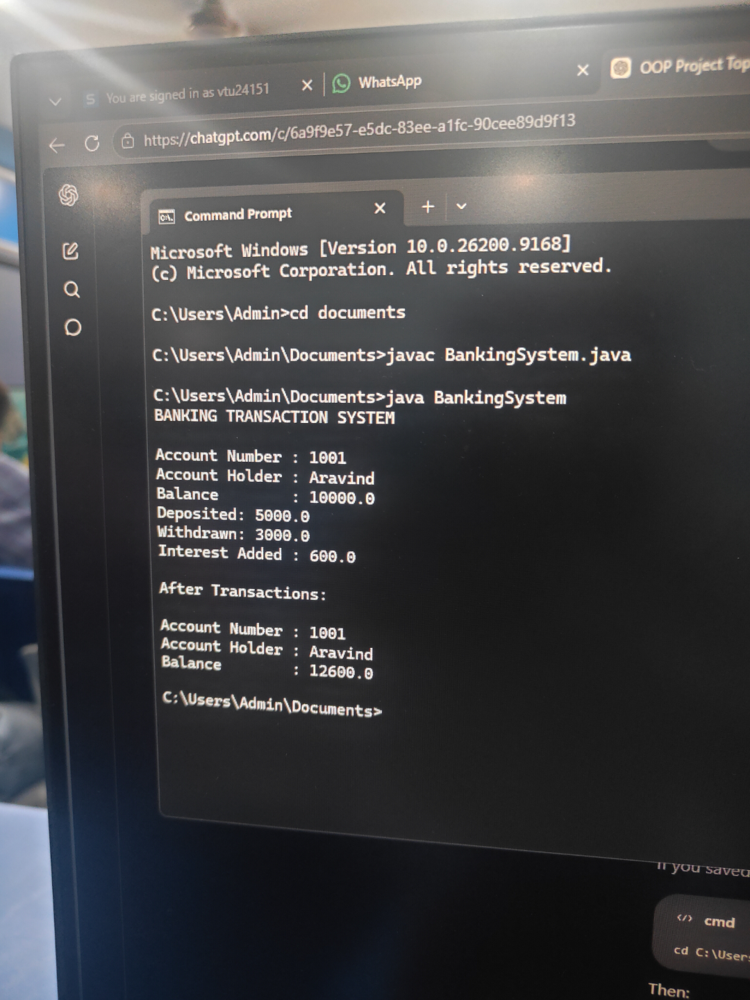 You are signed in as vtu24151
WhatsApp
OOP Project Top
https://chatgpt.com/c/6a9f9e57-e5dc-83ee-a1fc-90cee89d9f13
Command Prompt
Microsoft Windows [Version 10.0.26200.9168]
(c) Microsoft Corporation. All rights reserved.
C:\Users\Admin>cd documents
C:\Users\Admin\Documents>javac BankingSystem.java
C:\Users\Admin\Documents>java BankingSystem
BANKING TRANSACTION SYSTEM
Account Number : 1001
Account Holder : Aravind
Balance        : 10000.0
Deposited: 5000.0
Withdrawn: 3000.0
Interest Added : 600.0
After Transactions:
Account Number : 1001
Account Holder : Aravind
Balance        : 12600.0
C:\Users\Admin\Documents>
If you saved
</> cmd
cd C:\Users
Then: